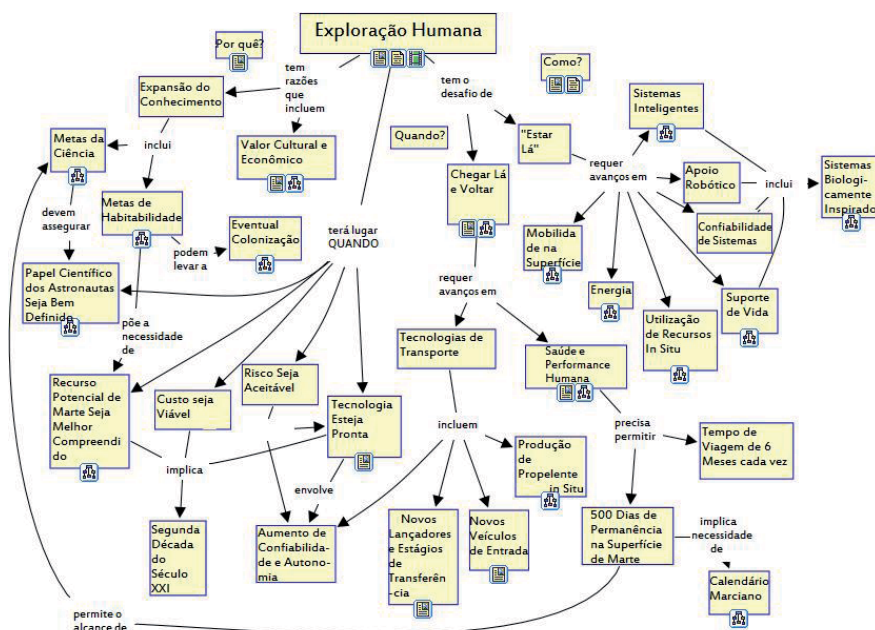 Exploração Humana
Por quê?
Como?
tem
razões
que
incluem
tem o
desafio de
Expansão do
Conhecimento
Quando?
"Estar
Lá"
Sistemas
Inteligentes
Metas da
Ciência
inclui
Valor Cultural e
Econômico
Chegar Lá
e Voltar
requer
avanços em
Apoio
Robótico
inclui
Sistemas
Biologi-
camente
Inspirado
devem
assegurar
Metas de
Habitabilidade
Eventual
Colonização
podem
levar a
terá lugar
QUANDO
Mobilida
de na
Superfície
Confiabilidade
de Sistemas
Papel Científico
dos Astronautas
Seja Bem
Definido
requer
avanços em
Energia
Utilização
de Recursos
In Situ
Suporte
de Vida
põe a
necessidade
de
Tecnologias de
Transporte
Saúde e
Performance
Humana
Recurso
Potencial de
Marte Seja
Melhor
Compreendi
do
Custo seja
Viável
Risco Seja
Aceitável
Tecnologia
Esteja
Pronta
incluem
precisa
permitir
Tempo de
Viagem de 6
Meses cada vez
implica
Produção
de
Propelente
in Situ
envolve
Segunda
Década
do
Século
XXI
Aumento de
Confiabilida-
de e Autono-
mia
Novos
Lançadores
e Estágios
de
Transferên
-cia
Novos
Veículos
de Entrada
500 Dias de
Permanência
na Superfície
de Marte
implica
necessidade
de
Calendário
Marciano
permite o
alcance de